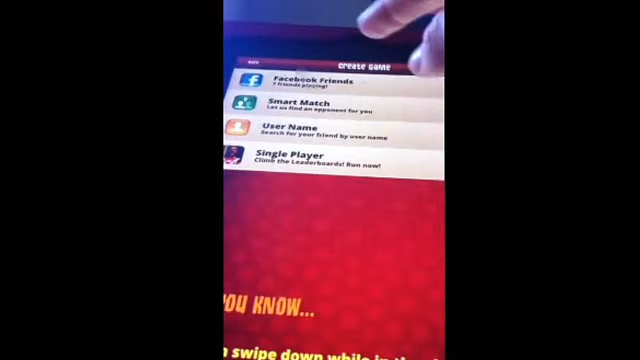 CREATE GAME
Facebook Friends
7 friends playing!
Smart Match
Let us find an opponent for you
User Name
Search for your friend by user name
Single Player
Climb the Leaderboards! Run now!
YOU KNOW...
swipe down while in the